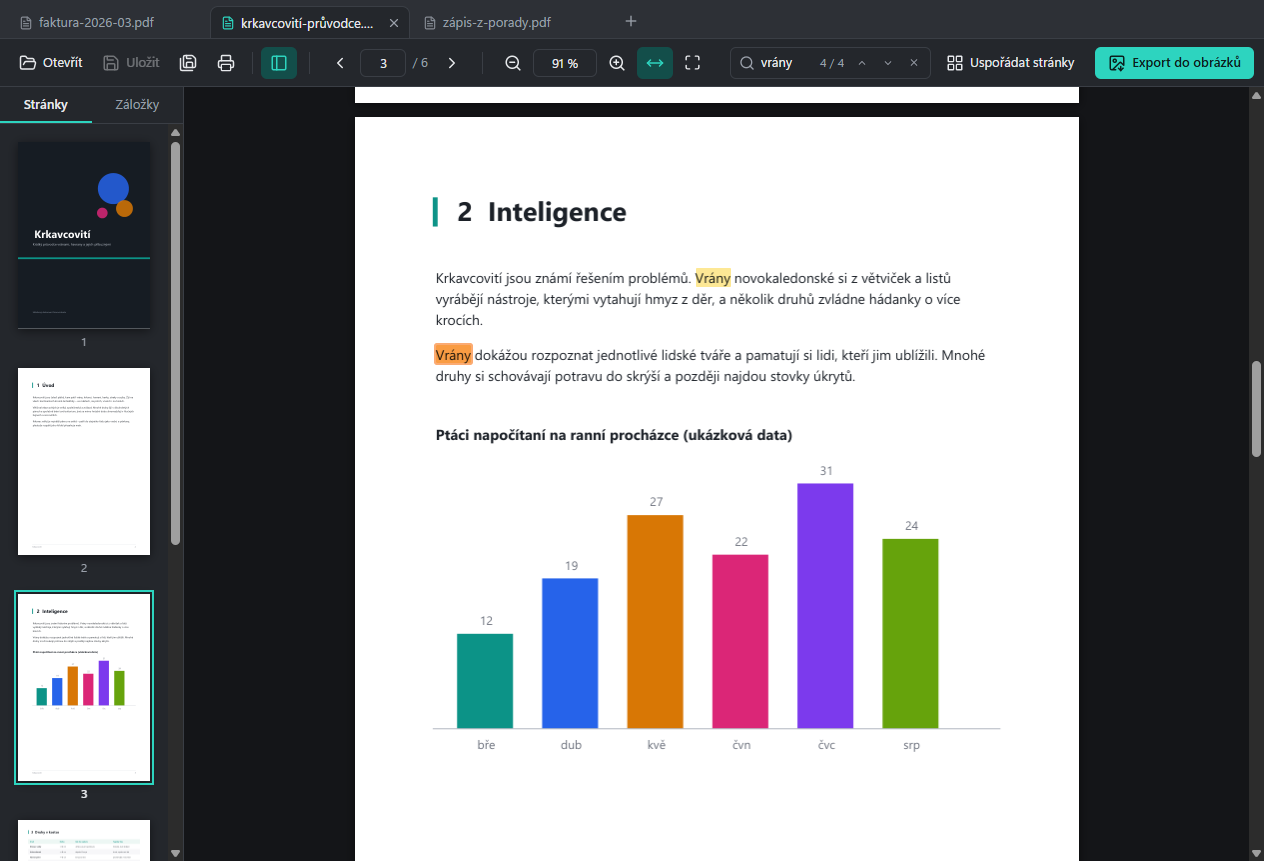 faktura-2026-03.pdf
krkavcovití-průvodce....
zápis-z-porady.pdf
Otevřít
Uložit
3 / 6
91 %
vrány 4 / 4
Uspořádat stránky
Export do obrázků
Stránky
Záložky
Krkavcovití
1
1 Úvod
2
2 Inteligence
3
2 Inteligence
Krkavcovití jsou známí řešením problémů. Vrány novokaledonské si z větviček a listů
vyrábějí nástroje, kterými vytahují hmyz z děr, a několik druhů zvládne hádanky o více
krocích.
Vrány dokážou rozpoznat jednotlivé lidské tváře a pamatují si lidi, kteří jim ublížili. Mnohé
druhy si schovávají potravu do skrýší a později najdou stovky úkrytů.
Ptáci napočítaní na ranní procházce (ukázková data)
12
19
27
22
31
24
bře
dub
kvě
čvn
čvc
srp